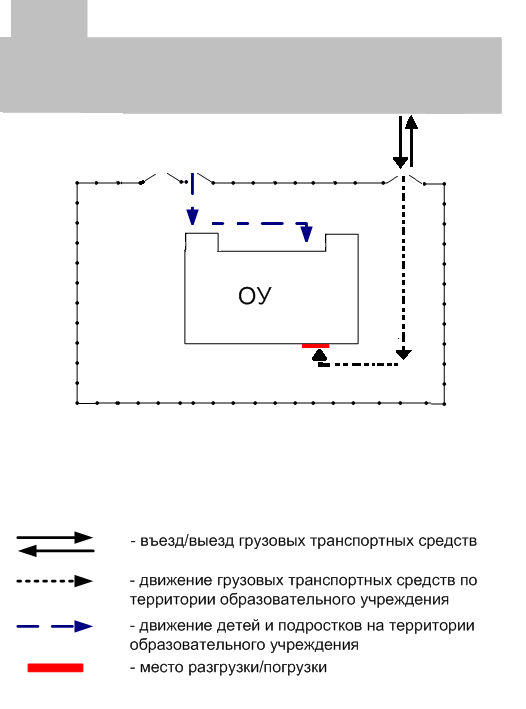 ОУ
- въезд/выезд грузовых транспортных средств
- движение грузовых транспортных средств по
территории образовательного учреждения
- движение детей и подростков на территории
образовательного учреждения
- место разгрузки/погрузки